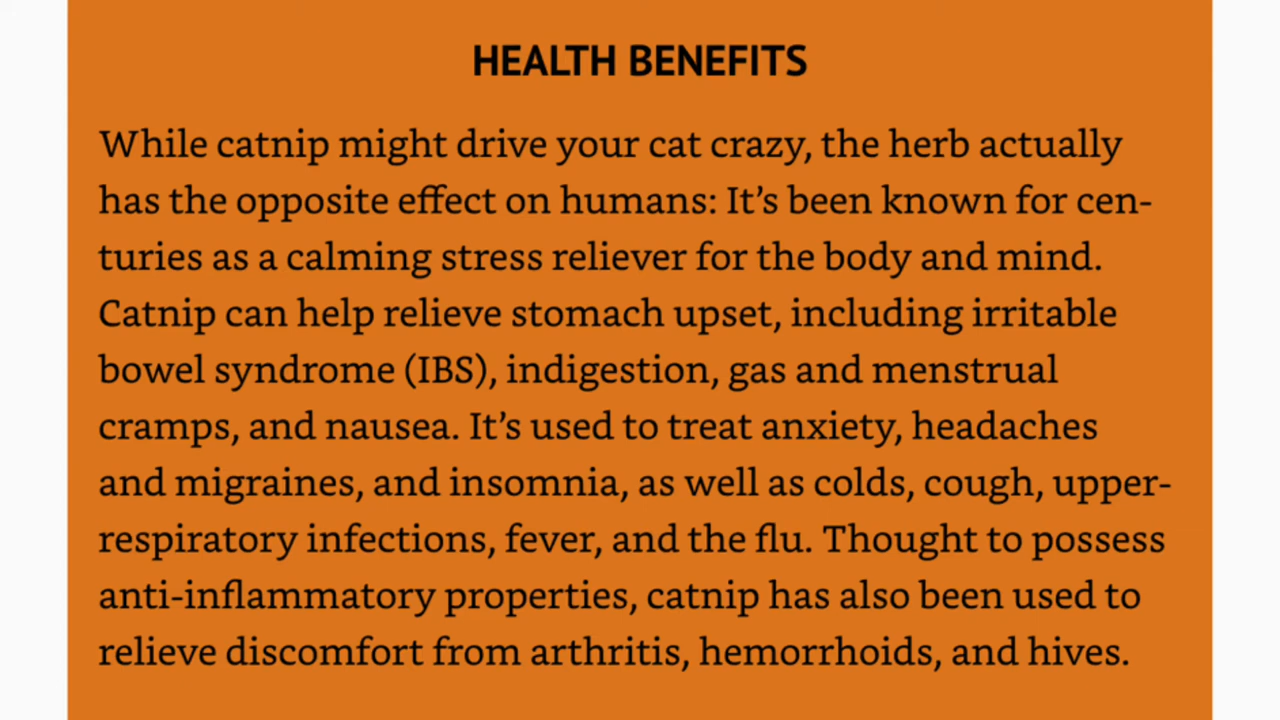 HEALTH BENEFITS
While catnip might drive your cat crazy, the herb actually
has the opposite effect on humans: It’s been known for cen-
turies as a calming stress reliever for the body and mind.
Catnip can help relieve stomach upset, including irritable
bowel syndrome (IBS), indigestion, gas and menstrual
cramps, and nausea. It’s used to treat anxiety, headaches
and migraines, and insomnia, as well as colds, cough, upper-
respiratory infections, fever, and the flu. Thought to possess
anti-inflammatory properties, catnip has also been used to
relieve discomfort from arthritis, hemorrhoids, and hives.